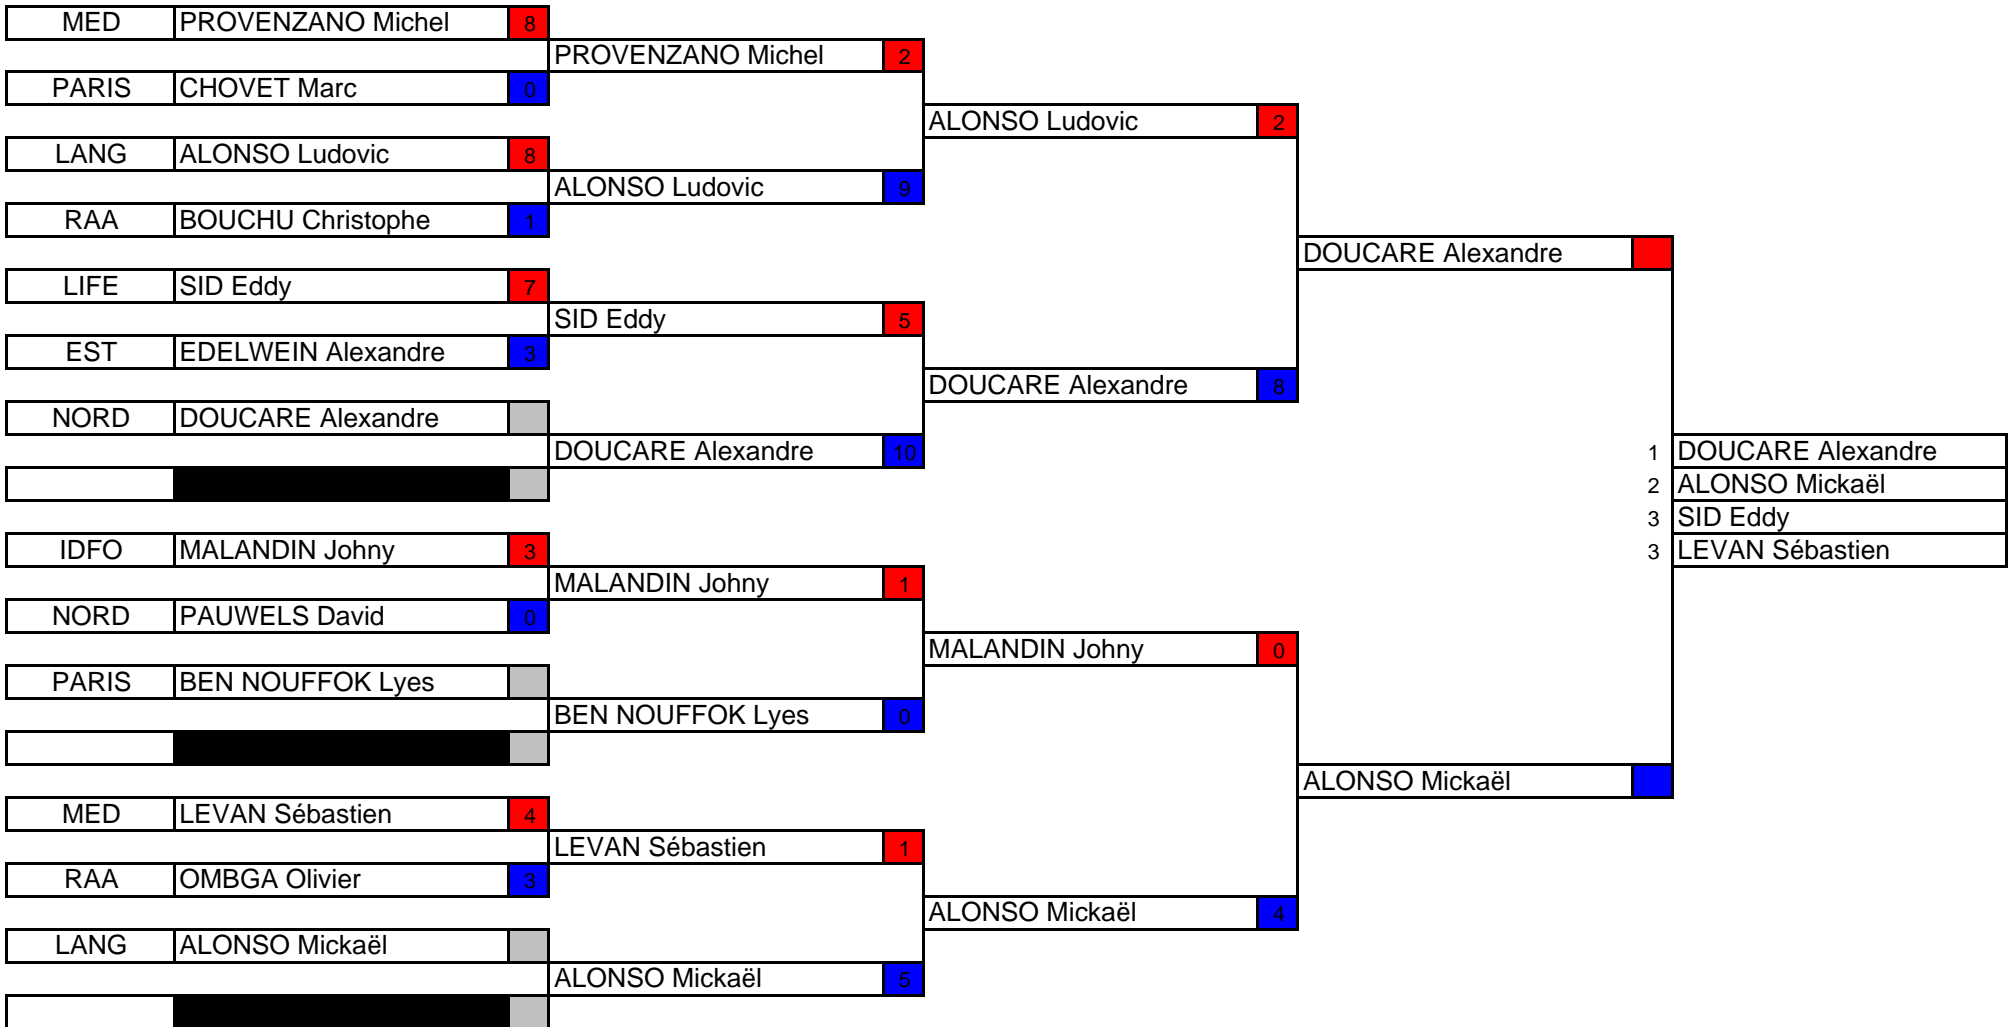 MED PROVENZANO Michel 8
PROVENZANO Michel 2
PARIS CHOVET Marc 0
ALONSO Ludovic 2
LANG ALONSO Ludovic 8
ALONSO Ludovic 9
RAA BOUCHU Christophe 1
DOUCARE Alexandre
LIFE SID Eddy 7
SID Eddy 5
EST EDELWEIN Alexandre 3
DOUCARE Alexandre 8
NORD DOUCARE Alexandre
DOUCARE Alexandre 10
1 DOUCARE Alexandre
2 ALONSO Mickaël
3 SID Eddy
3 LEVAN Sébastien
IDFO MALANDIN Johny 3
MALANDIN Johny 1
NORD PAUWELS David 0
MALANDIN Johny 0
PARIS BEN NOUFFOK Lyes
BEN NOUFFOK Lyes 0
ALONSO Mickaël
MED LEVAN Sébastien 4
LEVAN Sébastien 1
RAA OMBGA Olivier 3
ALONSO Mickaël 4
LANG ALONSO Mickaël
ALONSO Mickaël 5